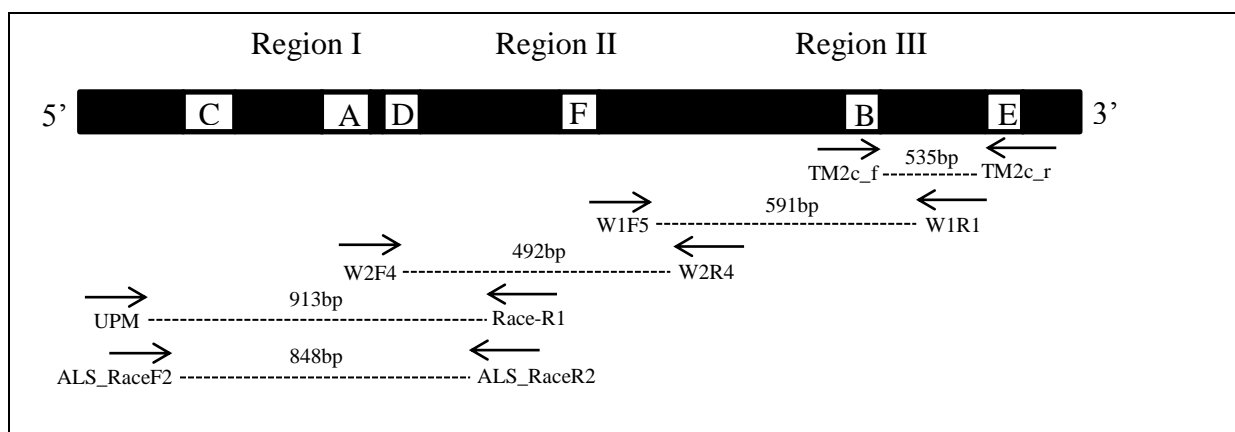 Region I Region II Region III
5’ C A D F B E 3’
535bp
TM2c_f TM2c_r
591bp
W1F5 W1R1
492bp
W2F4 W2R4
913bp
UPM Race-R1
848bp
ALS_RaceF2 ALS_RaceR2